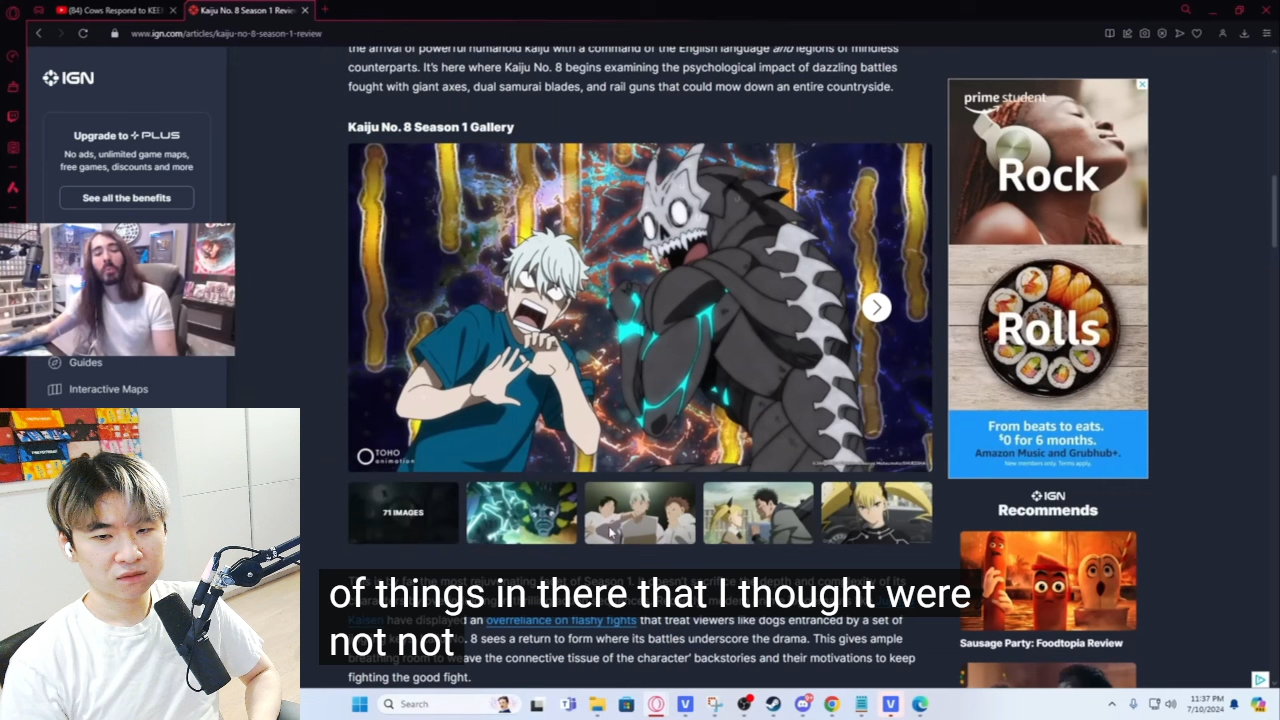 (84) Cows Respond to KEE
Kaiju No. 8 Season 1 Revie
www.ign.com/articles/kaiju-no-8-season-1-review
IGN
Upgrade to PLUS
No ads, unlimited game maps,
free games, discounts and more
See all the benefits
Guides
Interactive Maps
the arrival of powerful humanoid kaiju with a command of the English language and legions of mindless
counterparts. It's here where Kaiju No. 8 begins examining the psychological impact of dazzling battles
fought with giant axes, dual samurai blades, and rail guns that could mow down an entire countryside.
Kaiju No. 8 Season 1 Gallery
TOHO
animation
71 IMAGES
of things in there that I thought were
not not
have displayed an overreliance on flashy fights that treat viewers like dogs entranced by a set of
8 sees a return to form where its battles underscore the drama. This gives ample
weave the connective tissue of the character' backstories and their motivations to keep
fighting the good fight.
prime student
Rock
Rolls
From beats to eats.
$0 for 6 months.
Amazon Music and Grubhub+.
New members only. Terms apply.
IGN
Recommends
Sausage Party: Foodtopia Review
Search
11:37 PM
7/10/2024